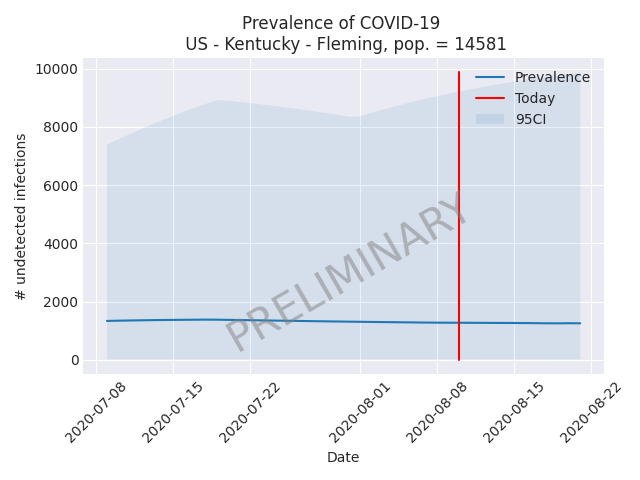 Prevalence of COVID-19
US - Kentucky - Fleming, pop. = 14581
10000
8000
6000
4000
2000
0
# undetected infections
Prevalence
Today
95CI
PRELIMINARY
2020-07-08
2020-07-15
2020-07-22
2020-08-01
2020-08-08
2020-08-15
2020-08-22
Date